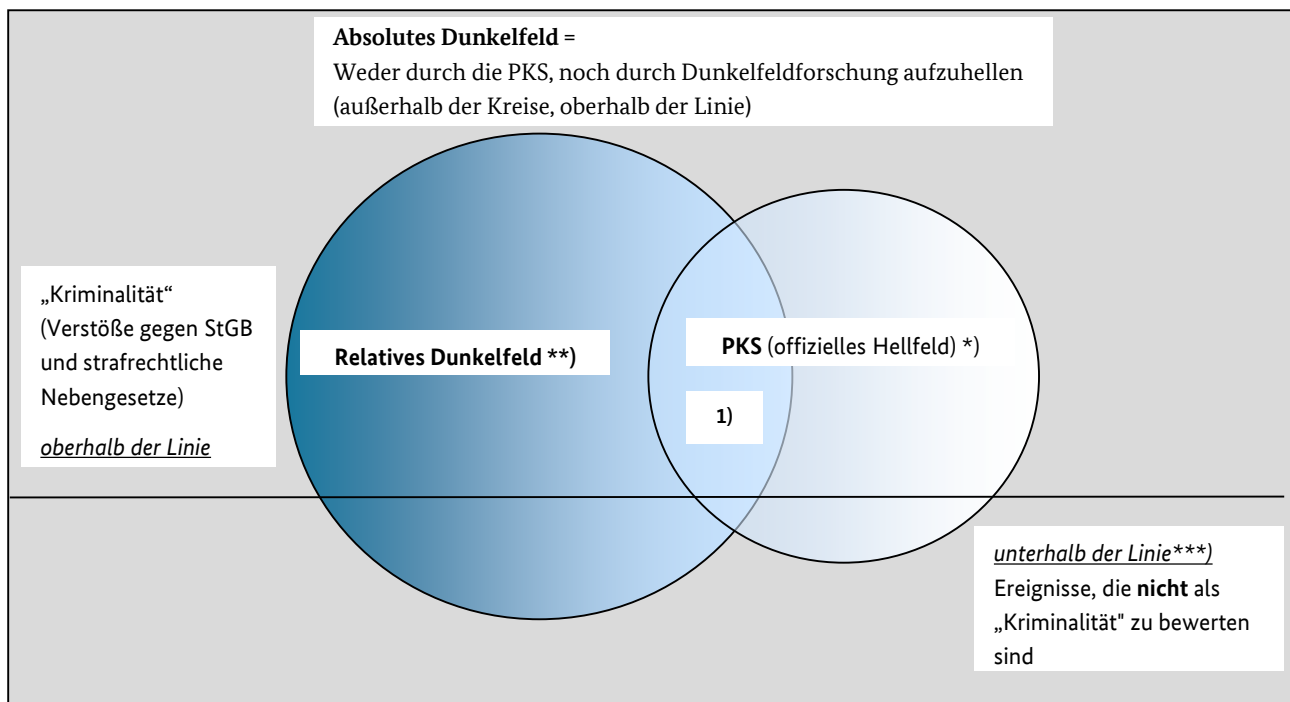 Absolutes Dunkelfeld =
Weder durch die PKS, noch durch Dunkelfeldforschung aufzuhellen
(außerhalb der Kreise, oberhalb der Linie)
„Kriminalität“
(Verstöße gegen StGB
und strafrechtliche
Nebengesetze)
oberhalb der Linie
Relatives Dunkelfeld **)
PKS (offizielles Hellfeld) *)
1)
unterhalb der Linie***)
Ereignisse, die nicht als
„Kriminalität" zu bewerten
sind